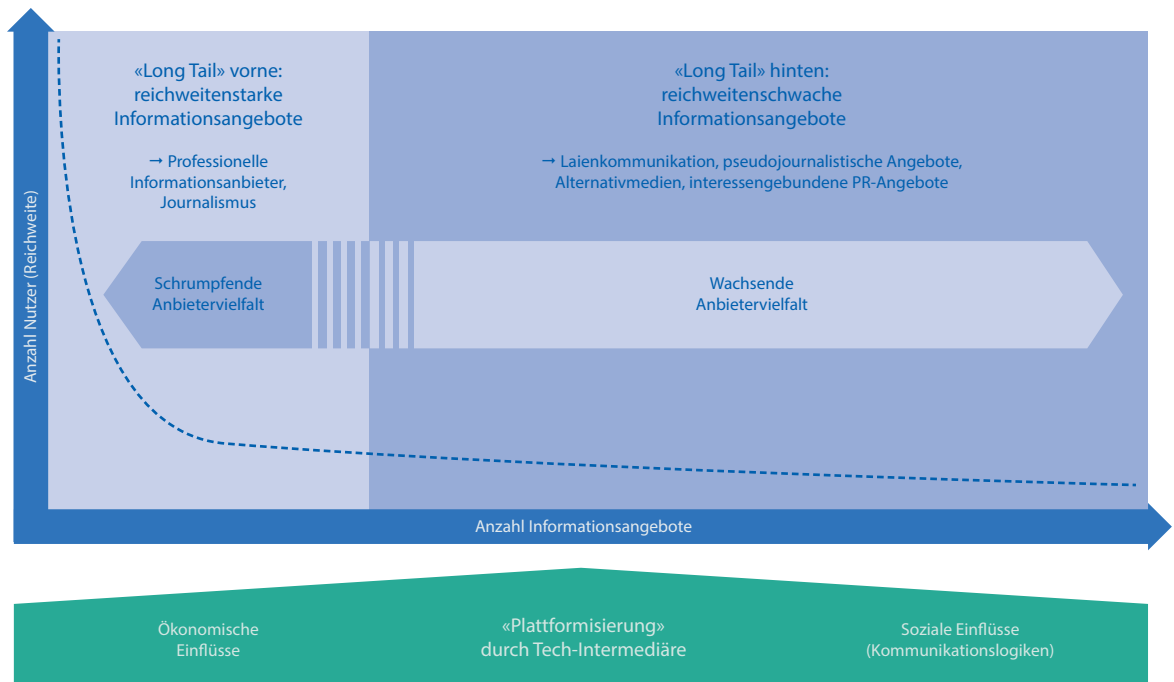 Anzahl Nutzer (Reichweite)
«Long Tail» vorne:
reichweitenstarke
Informationsangebote
→ Professionelle
Informationsanbieter,
Journalismus
«Long Tail» hinten:
reichweitenschwache
Informationsangebote
→ Laienkommunikation, pseudojournalistische Angebote,
Alternativmedien, interessengebundene PR-Angebote
Schrumpfende
Anbietervielfalt
Wachsende
Anbietervielfalt
Anzahl Informationsangebote
Ökonomische
Einflüsse
«Plattformisierung»
durch Tech-Intermediäre
Soziale Einflüsse
(Kommunikationslogiken)